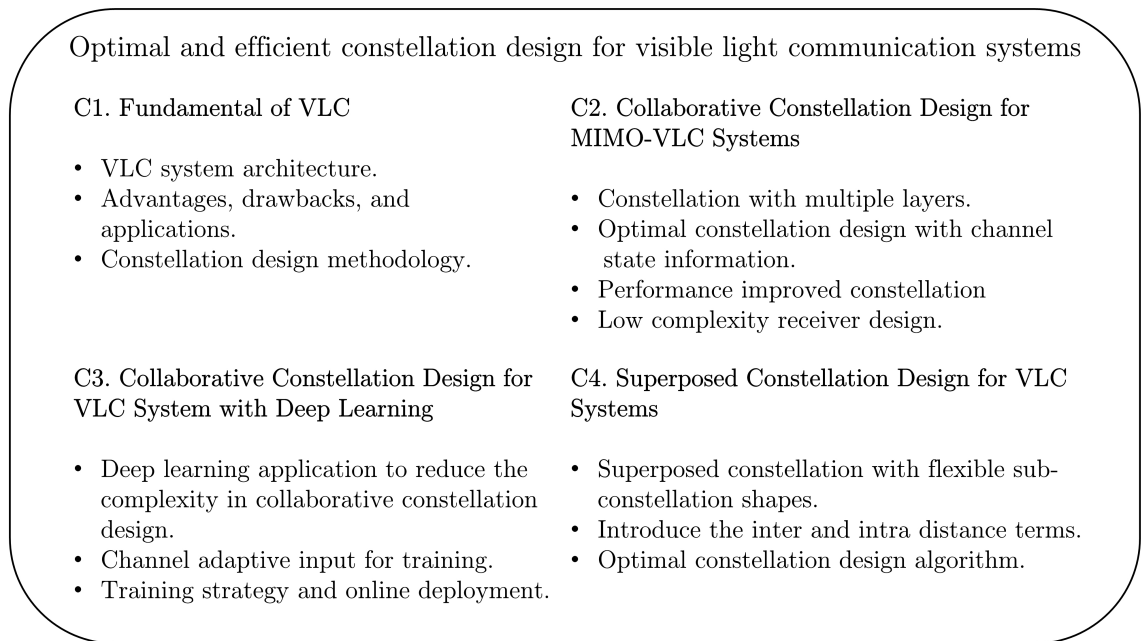 Optimal and efficient constellation design for visible light communication systems
C1. Fundamental of VLC
• VLC system architecture.
• Advantages, drawbacks, and
applications.
• Constellation design methodology.
C2. Collaborative Constellation Design for
MIMO-VLC Systems
• Constellation with multiple layers.
• Optimal constellation design with channel
state information.
• Performance improved constellation
• Low complexity receiver design.
C3. Collaborative Constellation Design for
VLC System with Deep Learning
• Deep learning application to reduce the
complexity in collaborative constellation
design.
• Channel adaptive input for training.
• Training strategy and online deployment.
C4. Superposed Constellation Design for VLC
Systems
• Superposed constellation with flexible sub-
constellation shapes.
• Introduce the inter and intra distance terms.
• Optimal constellation design algorithm.